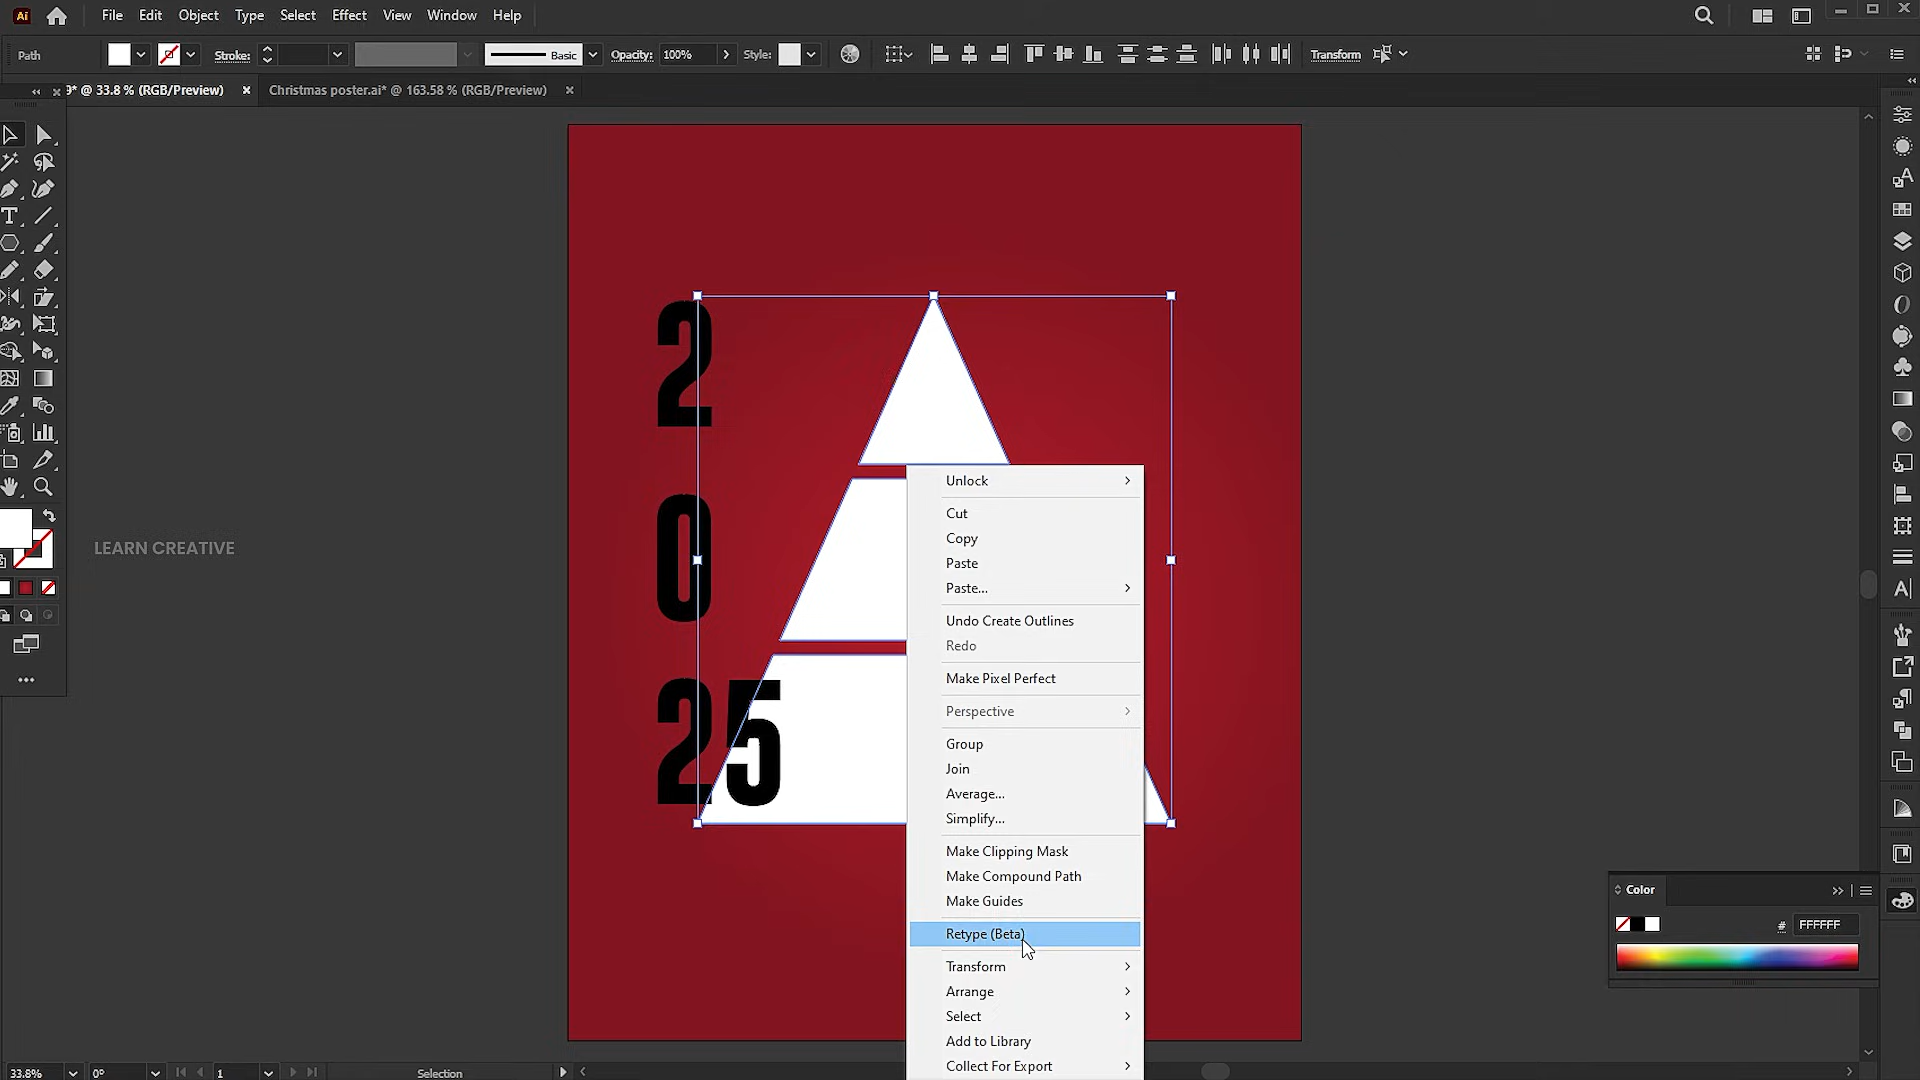 Ai File Edit Object Type Select Effect View Window Help
Path Stroke: Basic Opacity: 100% Style: Transform
9* @ 33.8 % (RGB/Preview) × Christmas poster.ai* @ 163.58 % (RGB/Preview) ×
2
0
25
LEARN CREATIVE
Unlock
Cut
Copy
Paste
Paste...
Undo Create Outlines
Redo
Make Pixel Perfect
Perspective
Group
Join
Average...
Simplify...
Make Clipping Mask
Make Compound Path
Make Guides
Retype (Beta)
Transform
Arrange
Select
Add to Library
Collect For Export
Color
# FFFFFF
33.8% 0° 1 Selection